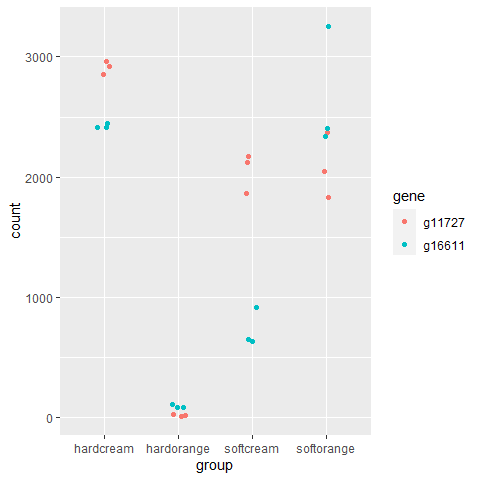 3000
2000
1000
0
count
hardcream hardorange softcream softorange
group
gene
g11727
g16611